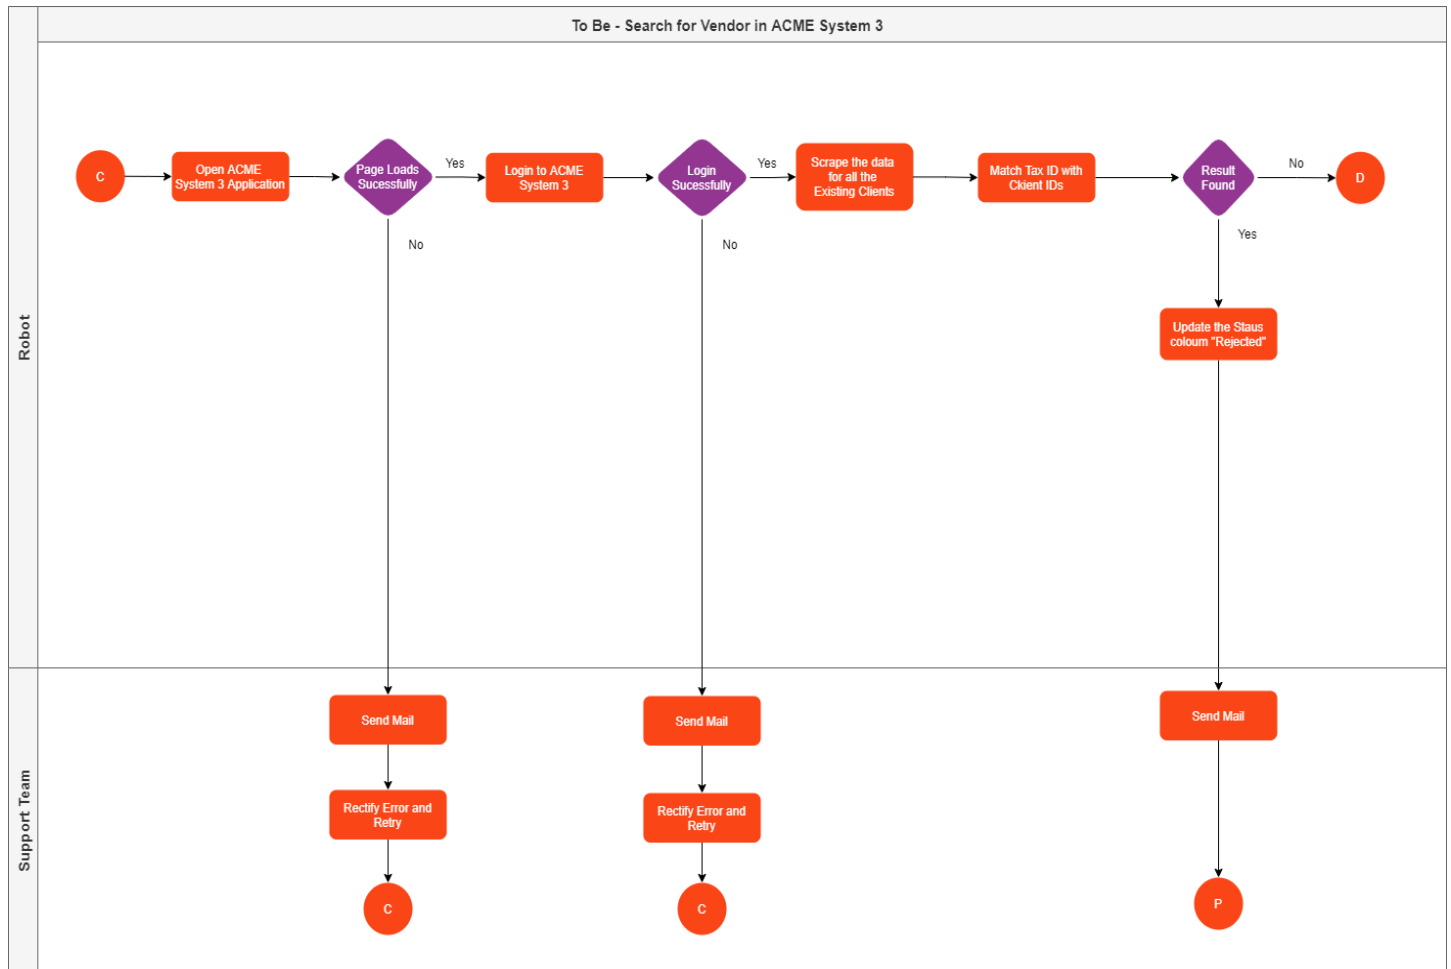 To Be - Search for Vendor in ACME System 3
Robot
C
Open ACME
System 3 Application
Page Loads
Sucessfully
Yes
No
Login to ACME
System 3
Login
Sucessfully
Yes
No
Scrape the data
for all the
Existing Clients
Match Tax ID with
Ckient IDs
Result
Found
No
D
Yes
Update the Staus
coloum "Rejected"
Support Team
Send Mail
Rectify Error and
Retry
C
Send Mail
Rectify Error and
Retry
C
Send Mail
P